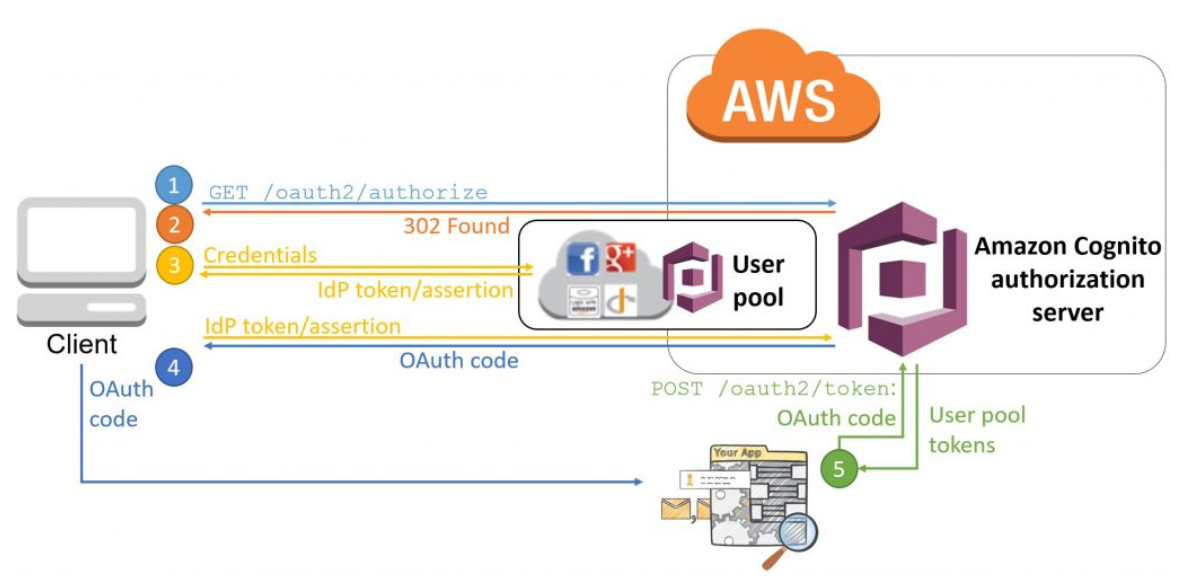 AWS
1
GET /oauth2/authorize
2
302 Found
3
Credentials
IdP token/assertion
f
g+
User
pool
Amazon Cognito
authorization
server
IdP token/assertion
4
OAuth code
Client
OAuth
code
POST /oauth2/token:
OAuth code
User pool
tokens
5
Your App